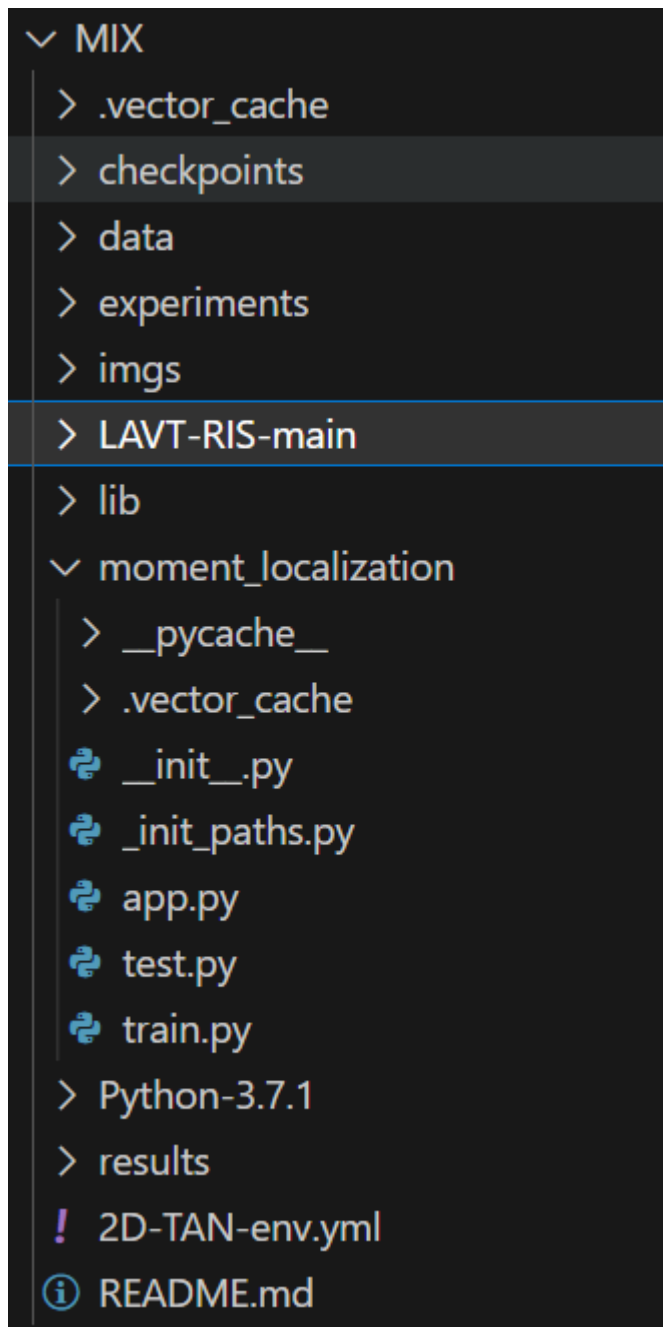 MIX
.vector_cache
checkpoints
data
experiments
imgs
LAVT-RIS-main
lib
moment_localization
__pycache__
.vector_cache
__init__.py
_init_paths.py
app.py
test.py
train.py
Python-3.7.1
results
2D-TAN-env.yml
README.md